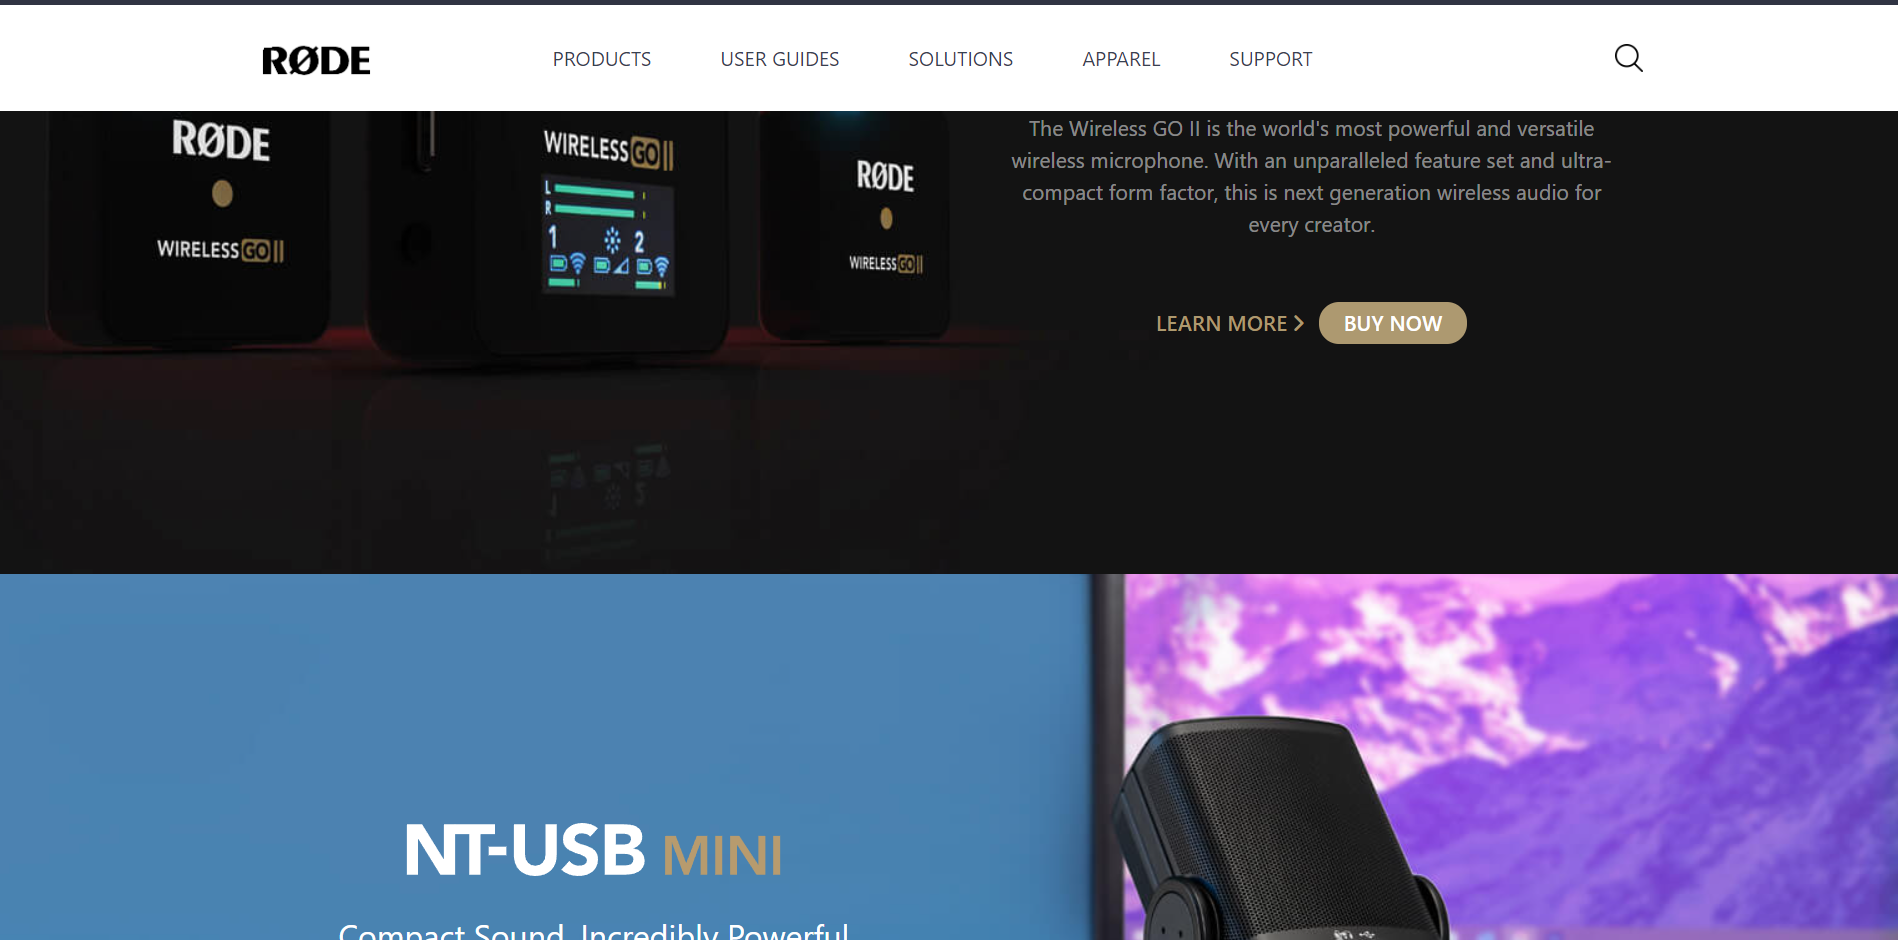 RØDE
PRODUCTS
USER GUIDES
SOLUTIONS
APPAREL
SUPPORT
RØDE
WIRELESS GO II
WIRELESS GO II
L
R
1
2
RØDE
WIRELESS GO II
The Wireless GO II is the world's most powerful and versatile
wireless microphone. With an unparalleled feature set and ultra-
compact form factor, this is next generation wireless audio for
every creator.
LEARN MORE
BUY NOW
NT-USB MINI
Compact Sound. Incredibly Powerful